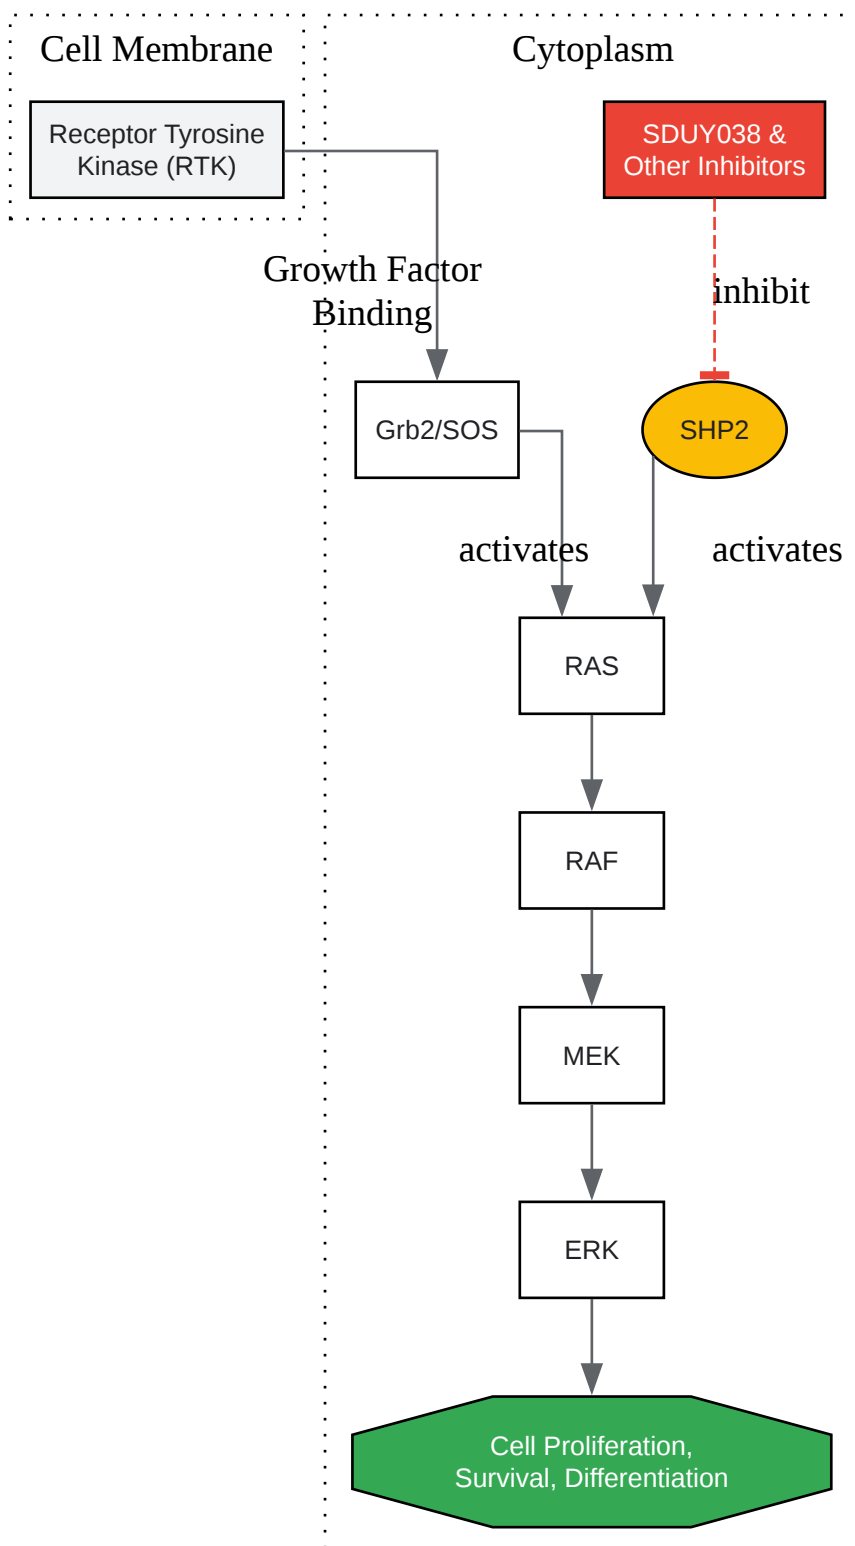 Cell Membrane
Cytoplasm
Receptor Tyrosine
Kinase (RTK)
SDUY038 &
Other Inhibitors
Growth Factor
Binding
inhibit
Grb2/SOS
SHP2
activates
activates
RAS
RAF
MEK
ERK
Cell Proliferation,
Survival, Differentiation